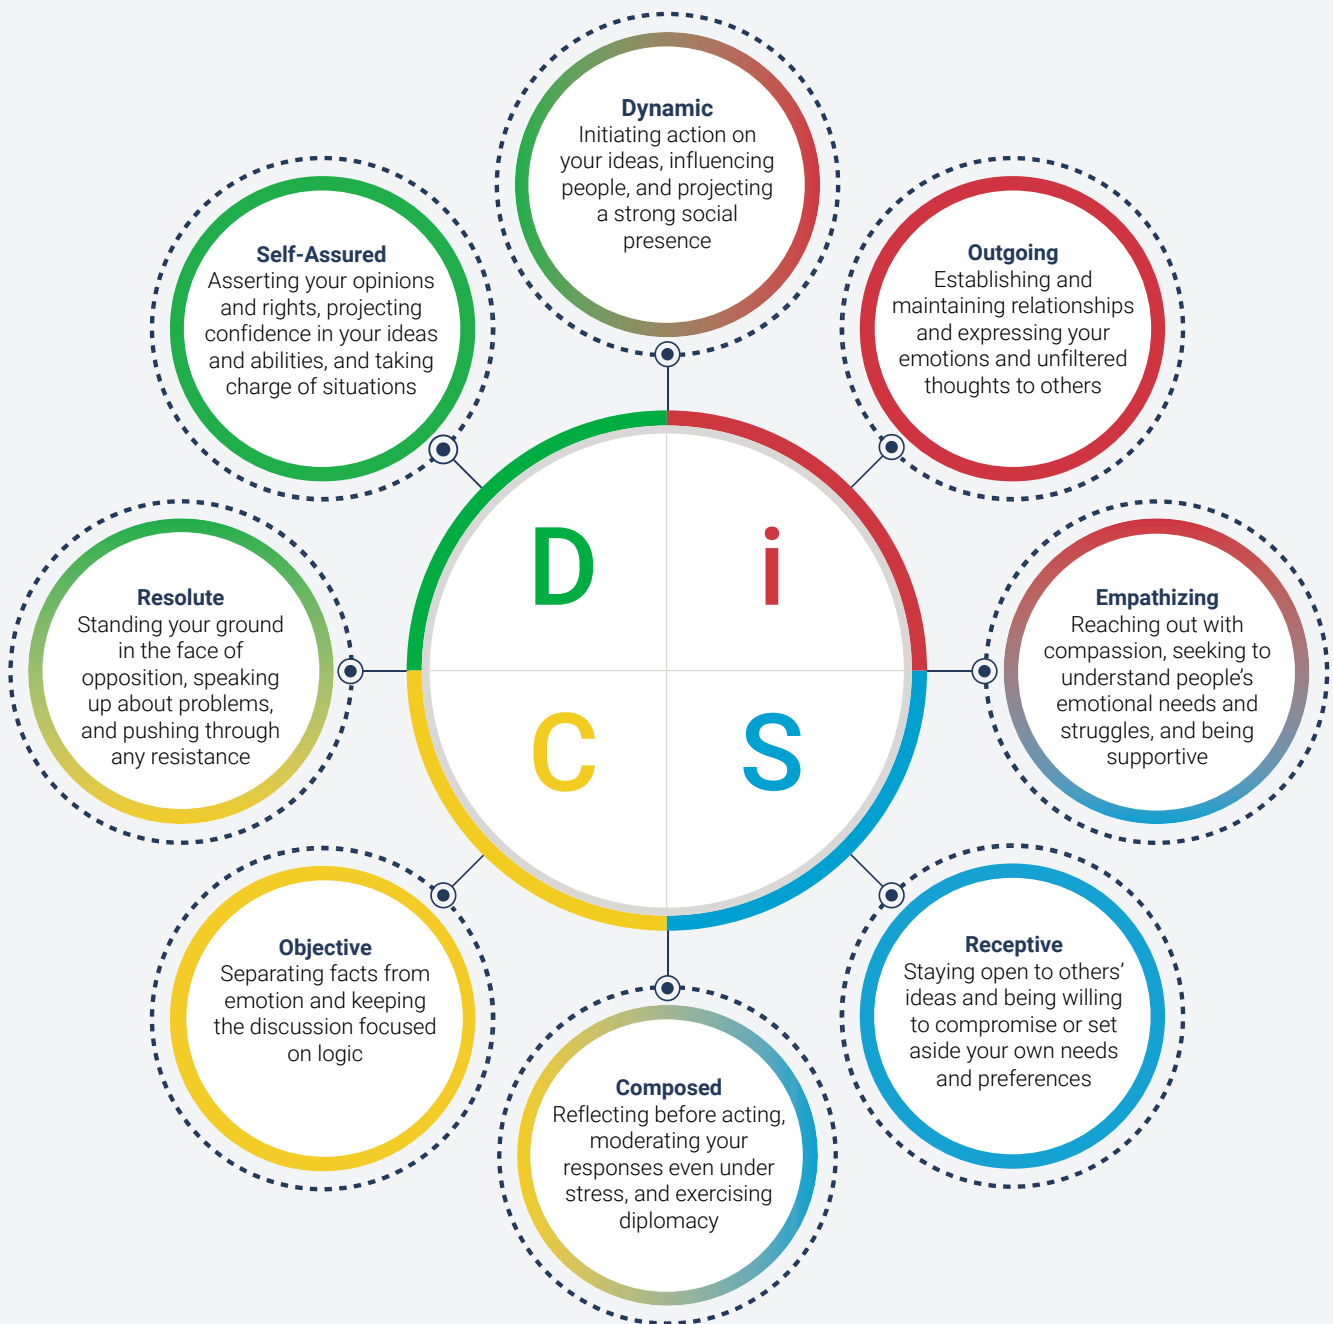 Dynamic
Initiating action on
your ideas, influencing
people, and projecting
a strong social
presence
Self-Assured
Asserting your opinions
and rights, projecting
confidence in your ideas
and abilities, and taking
charge of situations
Outgoing
Establishing and
maintaining relationships
and expressing your
emotions and unfiltered
thoughts to others
D
i
Resolute
Standing your ground
in the face of
opposition, speaking
up about problems,
and pushing through
any resistance
Empathizing
Reaching out with
compassion, seeking to
understand people's
emotional needs and
struggles, and being
supportive
C
S
Objective
Separating facts from
emotion and keeping
the discussion focused
on logic
Receptive
Staying open to others'
ideas and being willing
to compromise or set
aside your own needs
and preferences
Composed
Reflecting before acting,
moderating your
responses even under
stress, and exercising
diplomacy